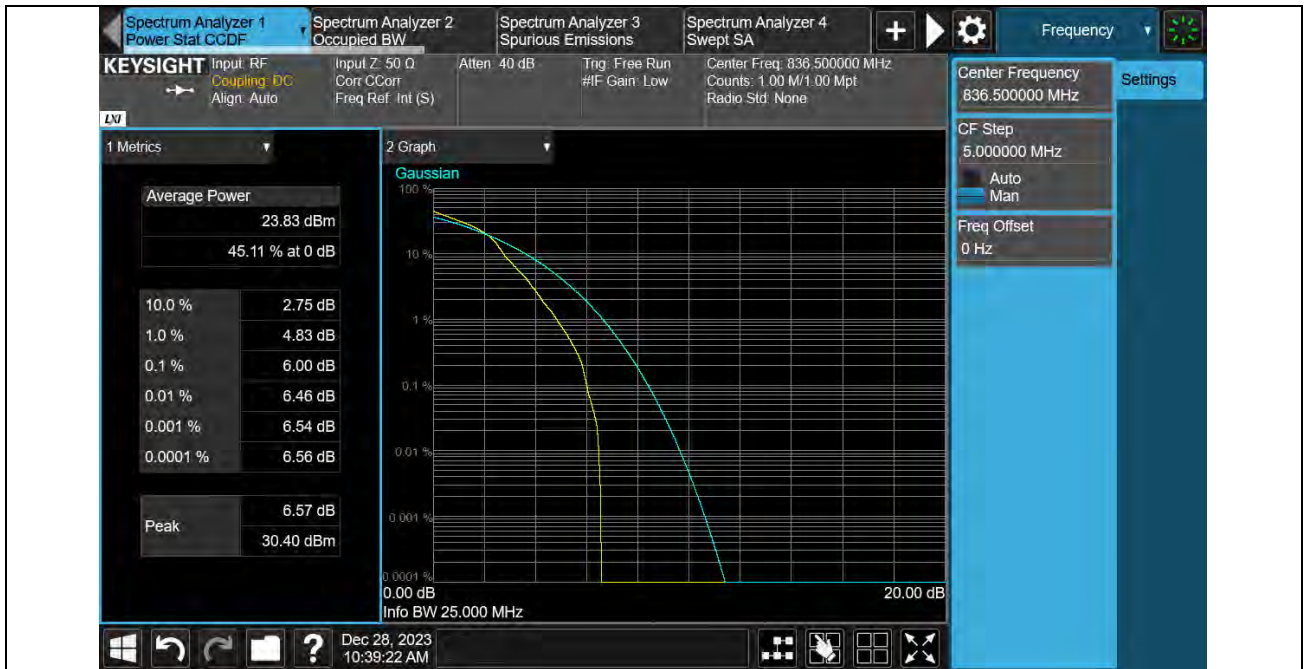 Spectrum Analyzer 1
Power Stat CCDF
Spectrum Analyzer 2
Occupied BW
Spectrum Analyzer 3
Spurious Emissions
Spectrum Analyzer 4
Swept SA
Frequency
KEYSIGHT
LXI
Input: RF
Coupling: DC
Align: Auto
Input Z: 50 Ω
Corr CCorr
Freq Ref: Int (S)
Atten: 40 dB
Trig: Free Run
#IF Gain: Low
Center Freq: 836.500000 MHz
Counts: 1.00 M/1.00 Mpt
Radio Std: None
Center Frequency
836.500000 MHz
Settings
CF Step
5.000000 MHz
Auto
Man
Freq Offset
0 Hz
1 Metrics
Average Power
23.83 dBm
45.11 % at 0 dB
10.0 % 2.75 dB
1.0 % 4.83 dB
0.1 % 6.00 dB
0.01 % 6.46 dB
0.001 % 6.54 dB
0.0001 % 6.56 dB
Peak
6.57 dB
30.40 dBm
2 Graph
Gaussian
100 %
10 %
1 %
0.1 %
0.01 %
0.001 %
0.0001 %
0.00 dB
20.00 dB
Info BW 25.000 MHz
?
Dec 28, 2023
10:39:22 AM